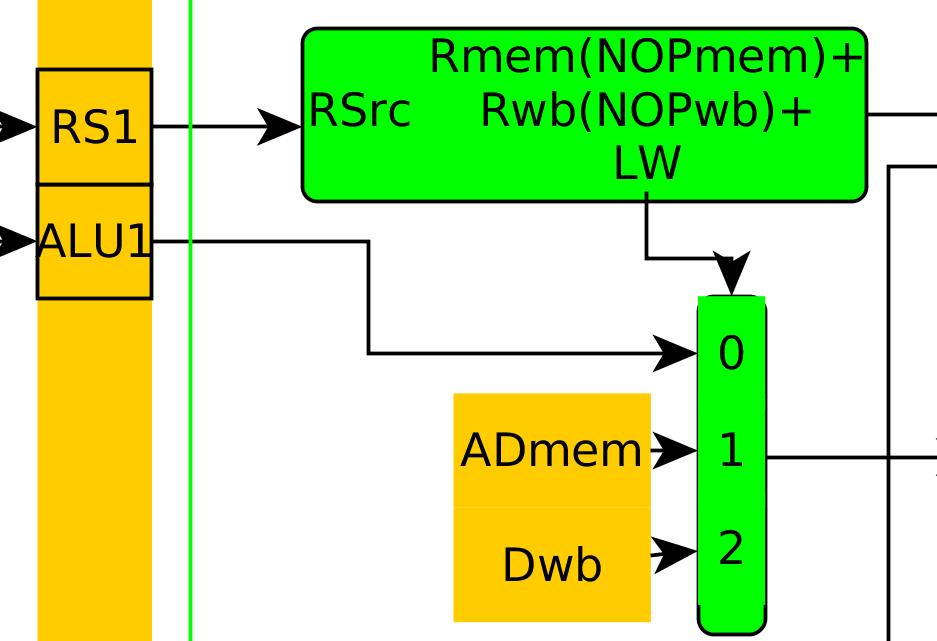 RS1
RSrc
Rmem(NOPmem)+
Rwb(NOPwb)+
LW
ALU1
0
ADmem
1
Dwb
2